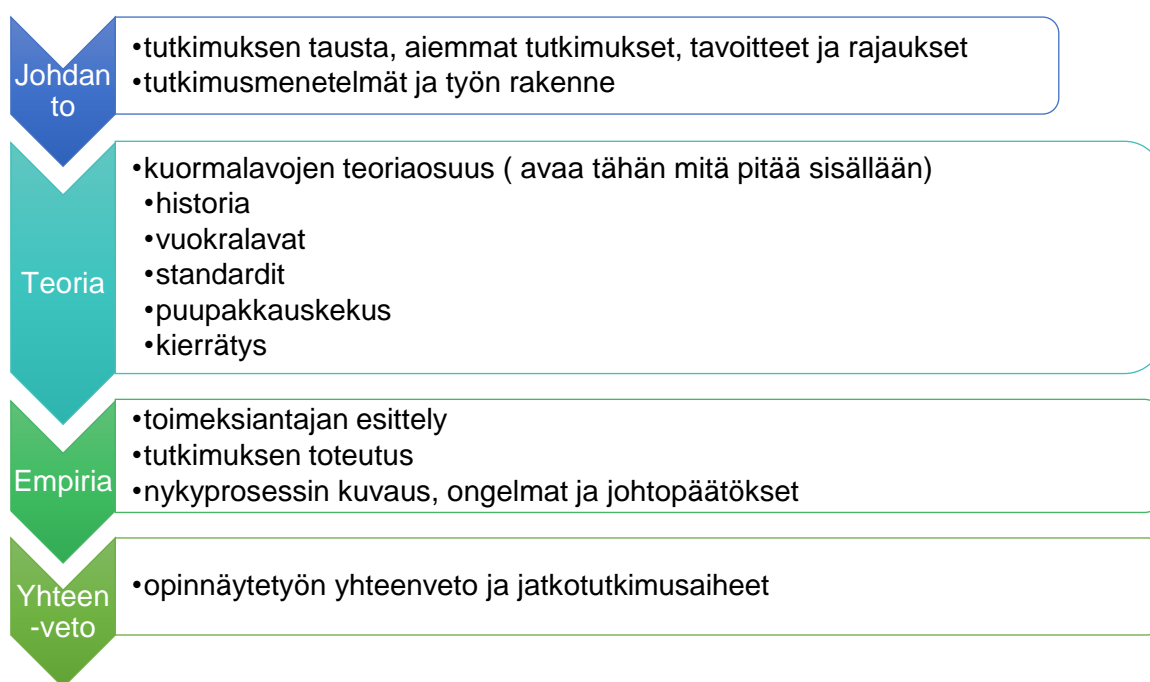 Johdan
to
•tutkimuksen tausta, aiemmat tutkimukset, tavoitteet ja rajaukset
•tutkimusmenetelmät ja työn rakenne
Teoria
•kuormalavojen teoriaosuus ( avaa tähän mitä pitää sisällään)
•historia
•vuokralavat
•standardit
•puupakkauskekus
•kierrätys
Empiria
•toimeksiantajan esittely
•tutkimuksen toteutus
•nykyprosessin kuvaus, ongelmat ja johtopäätökset
Yhteen
-veto
•opinnäytetyön yhteenveto ja jatkotutkimusaiheet